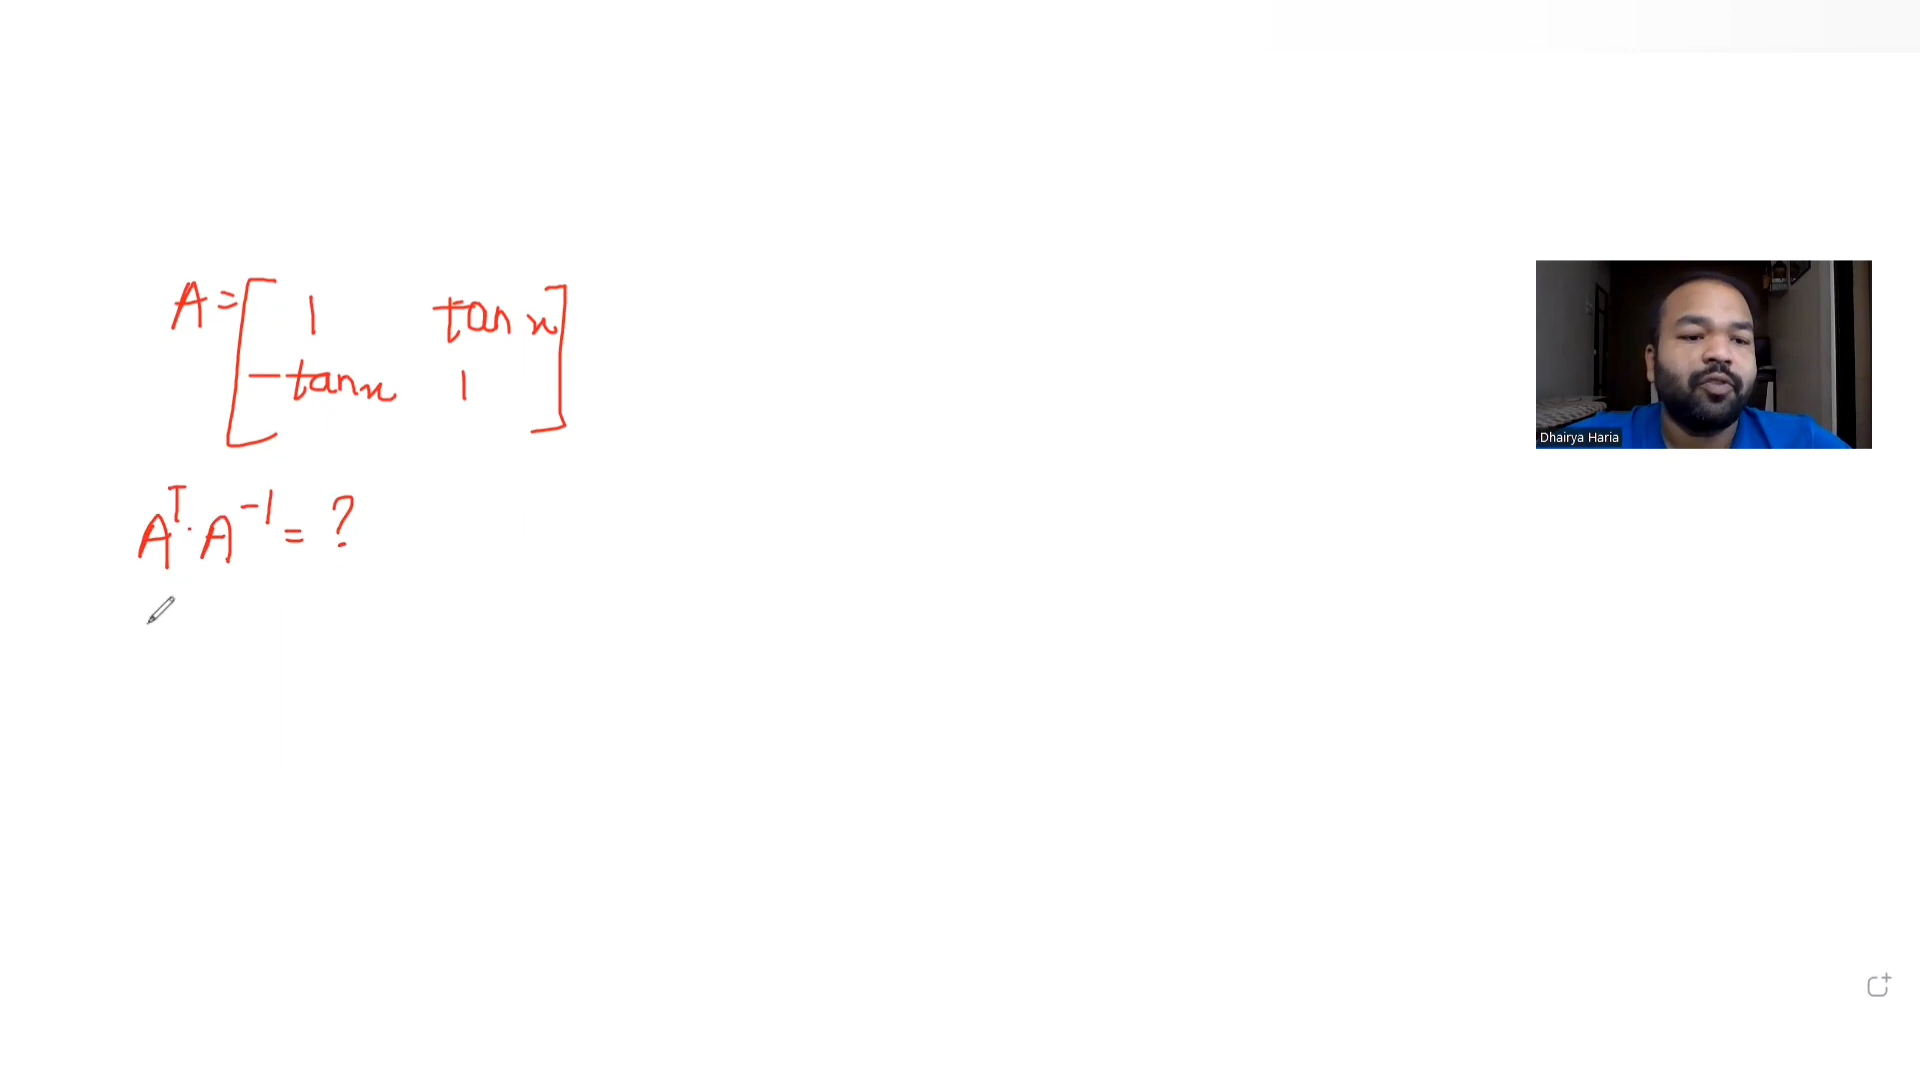 A = [ 1 tan x
-tan x 1 ]
Aᵀ · A⁻¹ = ?
Dhairya Haria